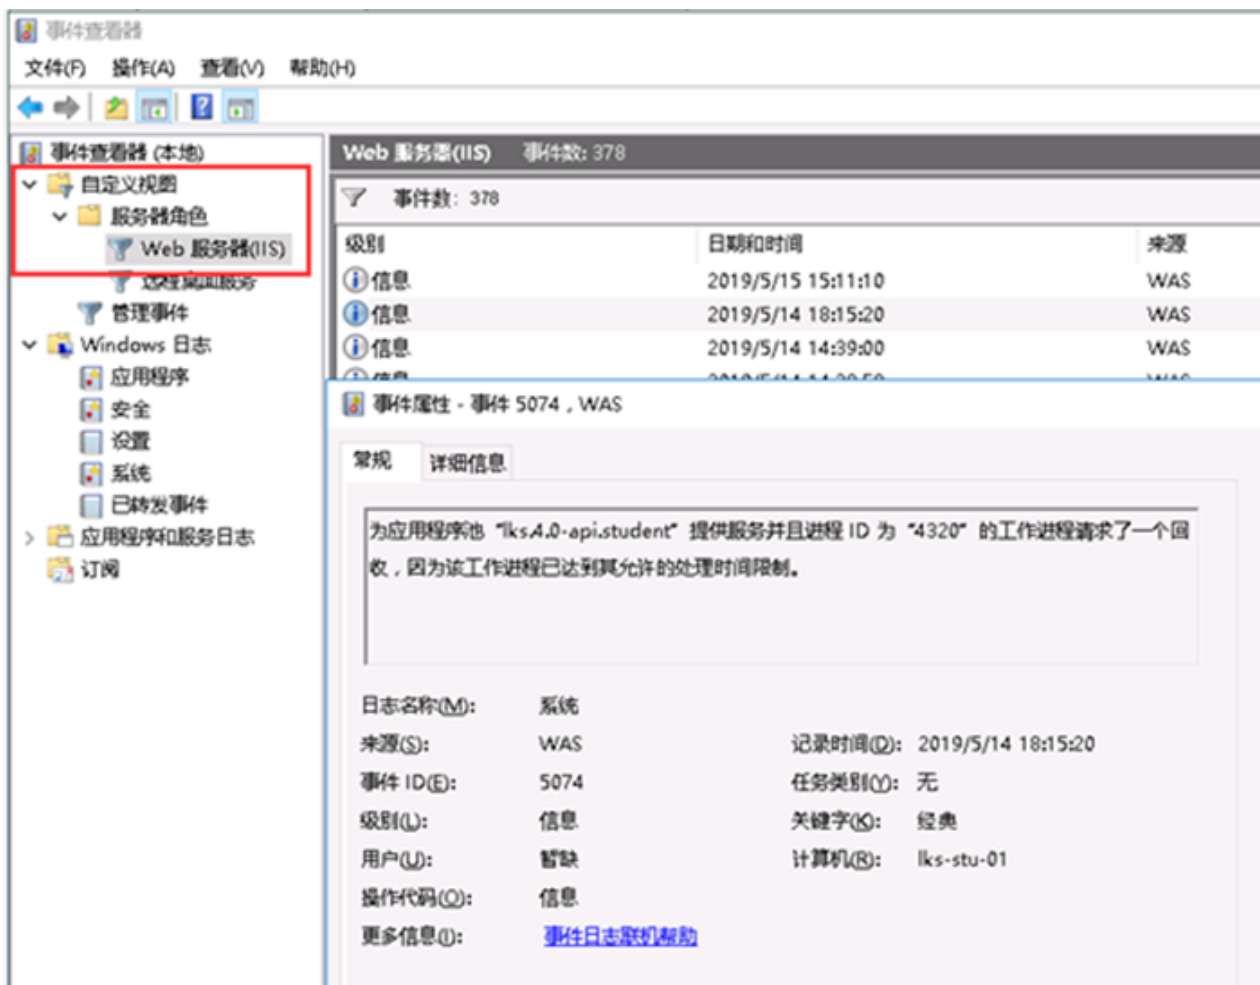 事件查看器
文件(F) 操作(A) 查看(V) 帮助(H)
事件查看器 (本地)
自定义视图
服务器角色
Web 服务器(IIS)
远程桌面服务
管理事件
Windows 日志
应用程序
安全
设置
系统
已转发事件
应用程序和服务日志
订阅
Web 服务器(IIS) 事件数: 378
事件数: 378
级别 日期和时间 来源
信息 2019/5/15 15:11:10 WAS
信息 2019/5/14 18:15:20 WAS
信息 2019/5/14 14:39:00 WAS
事件属性 - 事件 5074 , WAS
常规 详细信息
为应用程序池“lks.4.0-api.student”提供服务并且进程 ID 为“4320”的工作进程请求了一个回
收，因为该工作进程已达到其允许的处理时间限制。
日志名称(M): 系统
来源(S): WAS 记录时间(D): 2019/5/14 18:15:20
事件 ID(E): 5074 任务类别(Y): 无
级别(L): 信息 关键字(K): 经典
用户(U): 暂缺 计算机(R): lks-stu-01
操作代码(O): 信息
更多信息(I): 事件日志联机帮助